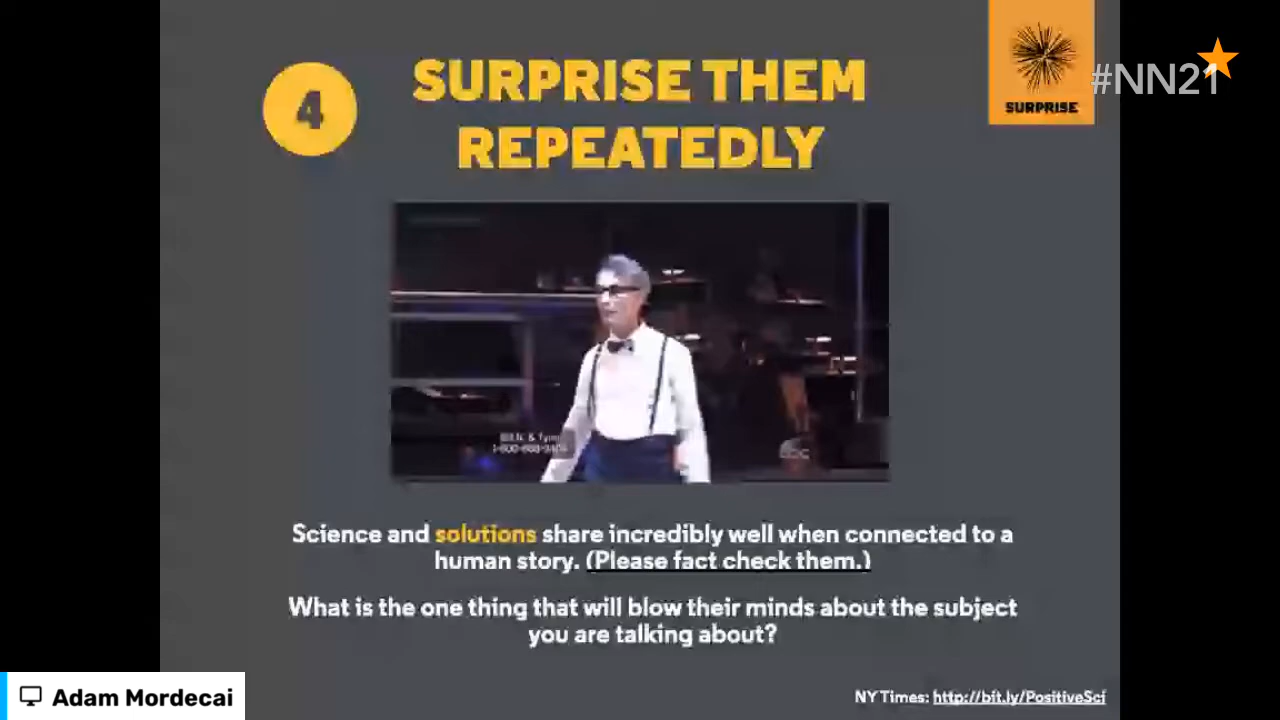 4
SURPRISE THEM
REPEATEDLY
SURPRISE
#NN21
abc
Science and solutions share incredibly well when connected to a
human story. (Please fact check them.)
What is the one thing that will blow their minds about the subject
you are talking about?
NY Times: http://bit.ly/PositiveSci
Adam Mordecai